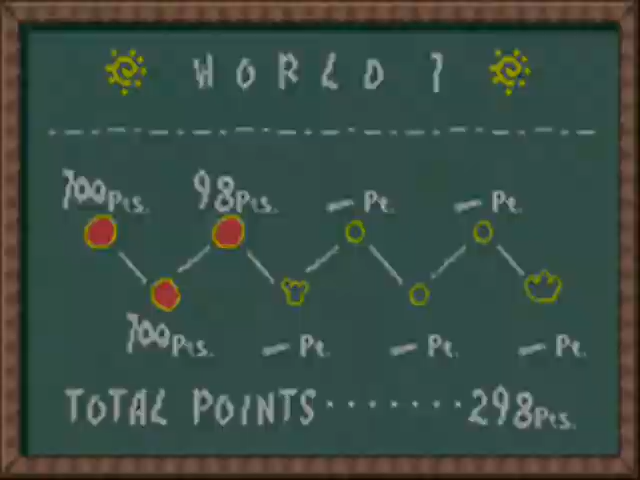 WORLD 1
100Pts. 98Pts. – Pt. – Pt.
100Pts. – Pt. – Pt. – Pt.
TOTAL POINTS·······298Pts.